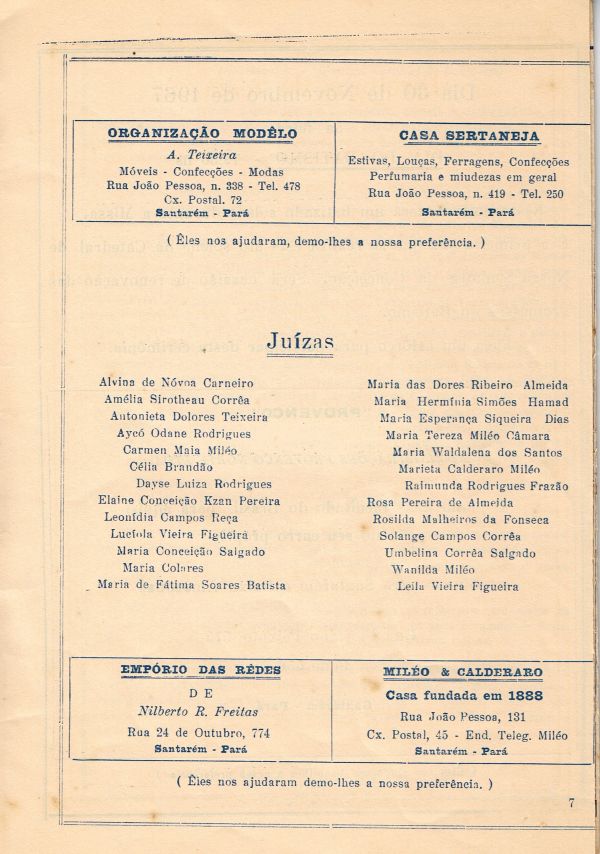 ORGANIZAÇÃO MODÊLO
A. Teixeira
Móveis - Confecções - Modas
Rua João Pessoa, n. 338 - Tel. 478
Cx. Postal. 72
Santarém - Pará
CASA SERTANEJA
Estivas, Louças, Ferragens, Confecções
Perfumaria e miudezas em geral
Rua João Pessoa, n. 419 - Tel. 250
Santarém - Pará
( Êles nos ajudaram, demo-lhes a nossa preferência. )
Juízas
Alvina de Nóvoa Carneiro
Amélia Sirotheau Corrêa
Antonieta Dolores Teixeira
Aycó Odane Rodrigues
Carmen Maia Miléo
Célia Brandão
Dayse Luiza Rodrigues
Elaine Conceição Kzan Pereira
Leonídia Campos Reça
Lucíola Vieira Figueira
Maria Conceição Salgado
Maria Colares
Maria de Fátima Soares Batista
Maria das Dores Ribeiro Almeida
Maria Hermínia Simões Hamad
Maria Esperança Siqueira Dias
Maria Tereza Miléo Câmara
Maria Waldalena dos Santos
Marieta Calderaro Miléo
Raimunda Rodrigues Frazão
Rosa Pereira de Almeida
Rosilda Malheiros da Fonseca
Solange Campos Corrêa
Umbelina Corrêa Salgado
Wanilda Miléo
Leila Vieira Figueira
EMPÓRIO DAS RÊDES
DE
Nilberto R. Freitas
Rua 24 de Outubro, 774
Santarém - Pará
MILÉO & CALDERARO
Casa fundada em 1888
Rua João Pessoa, 131
Cx. Postal, 45 - End. Teleg. Miléo
Santarém - Pará
( Êles nos ajudaram demo-lhes a nossa preferência. )
7